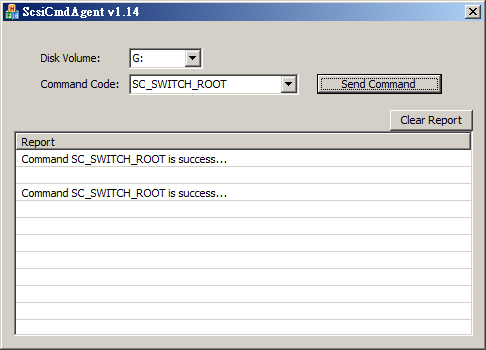 ScsiCmdAgent v1.14
Disk Volume:
G:
Command Code:
SC_SWITCH_ROOT
Send Command
Clear Report
Report
Command SC_SWITCH_ROOT is success...
Command SC_SWITCH_ROOT is success...